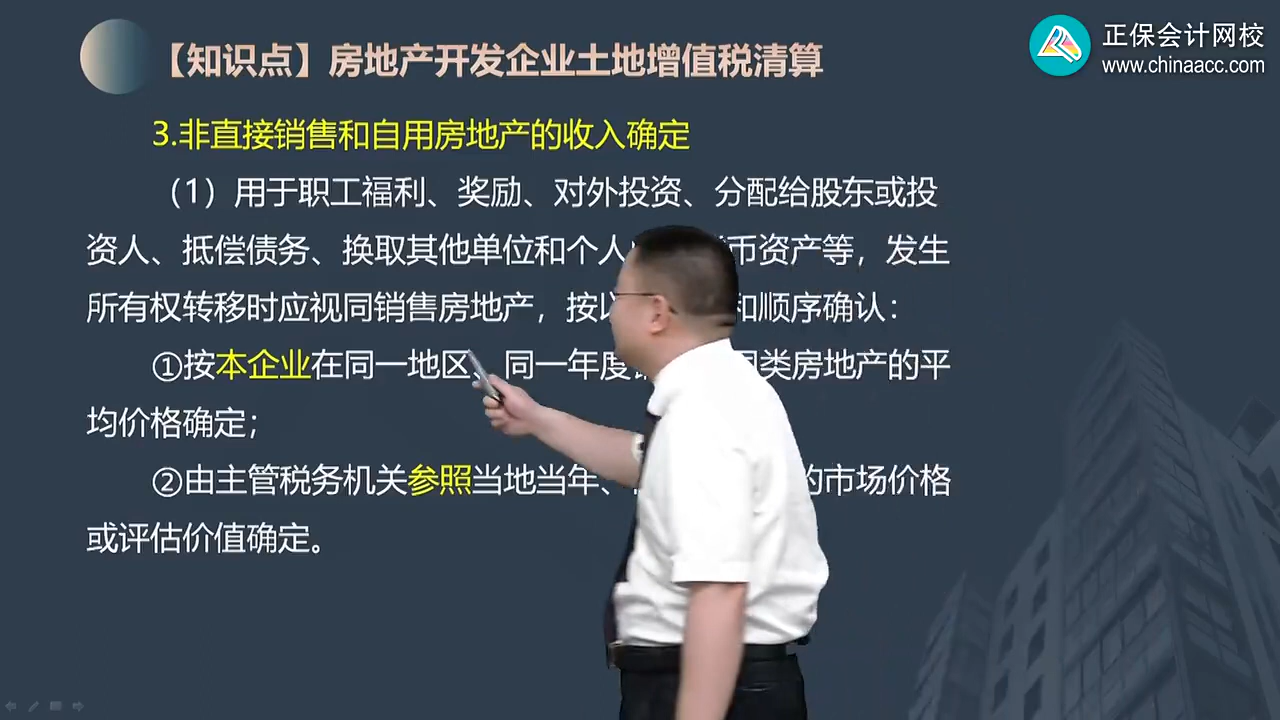 【知识点】房地产开发企业土地增值税清算
正保会计网校
www.chinaacc.com
3.非直接销售和自用房地产的收入确定
（1）用于职工福利、奖励、对外投资、分配给股东或投
资人、抵偿债务、换取其他单位和个人 币资产等，发生
所有权转移时应视同销售房地产，按 和顺序确认：
①按本企业在同一地区、同一年度 类房地产的平
均价格确定；
②由主管税务机关参照当地当年、 的市场价格
或评估价值确定。